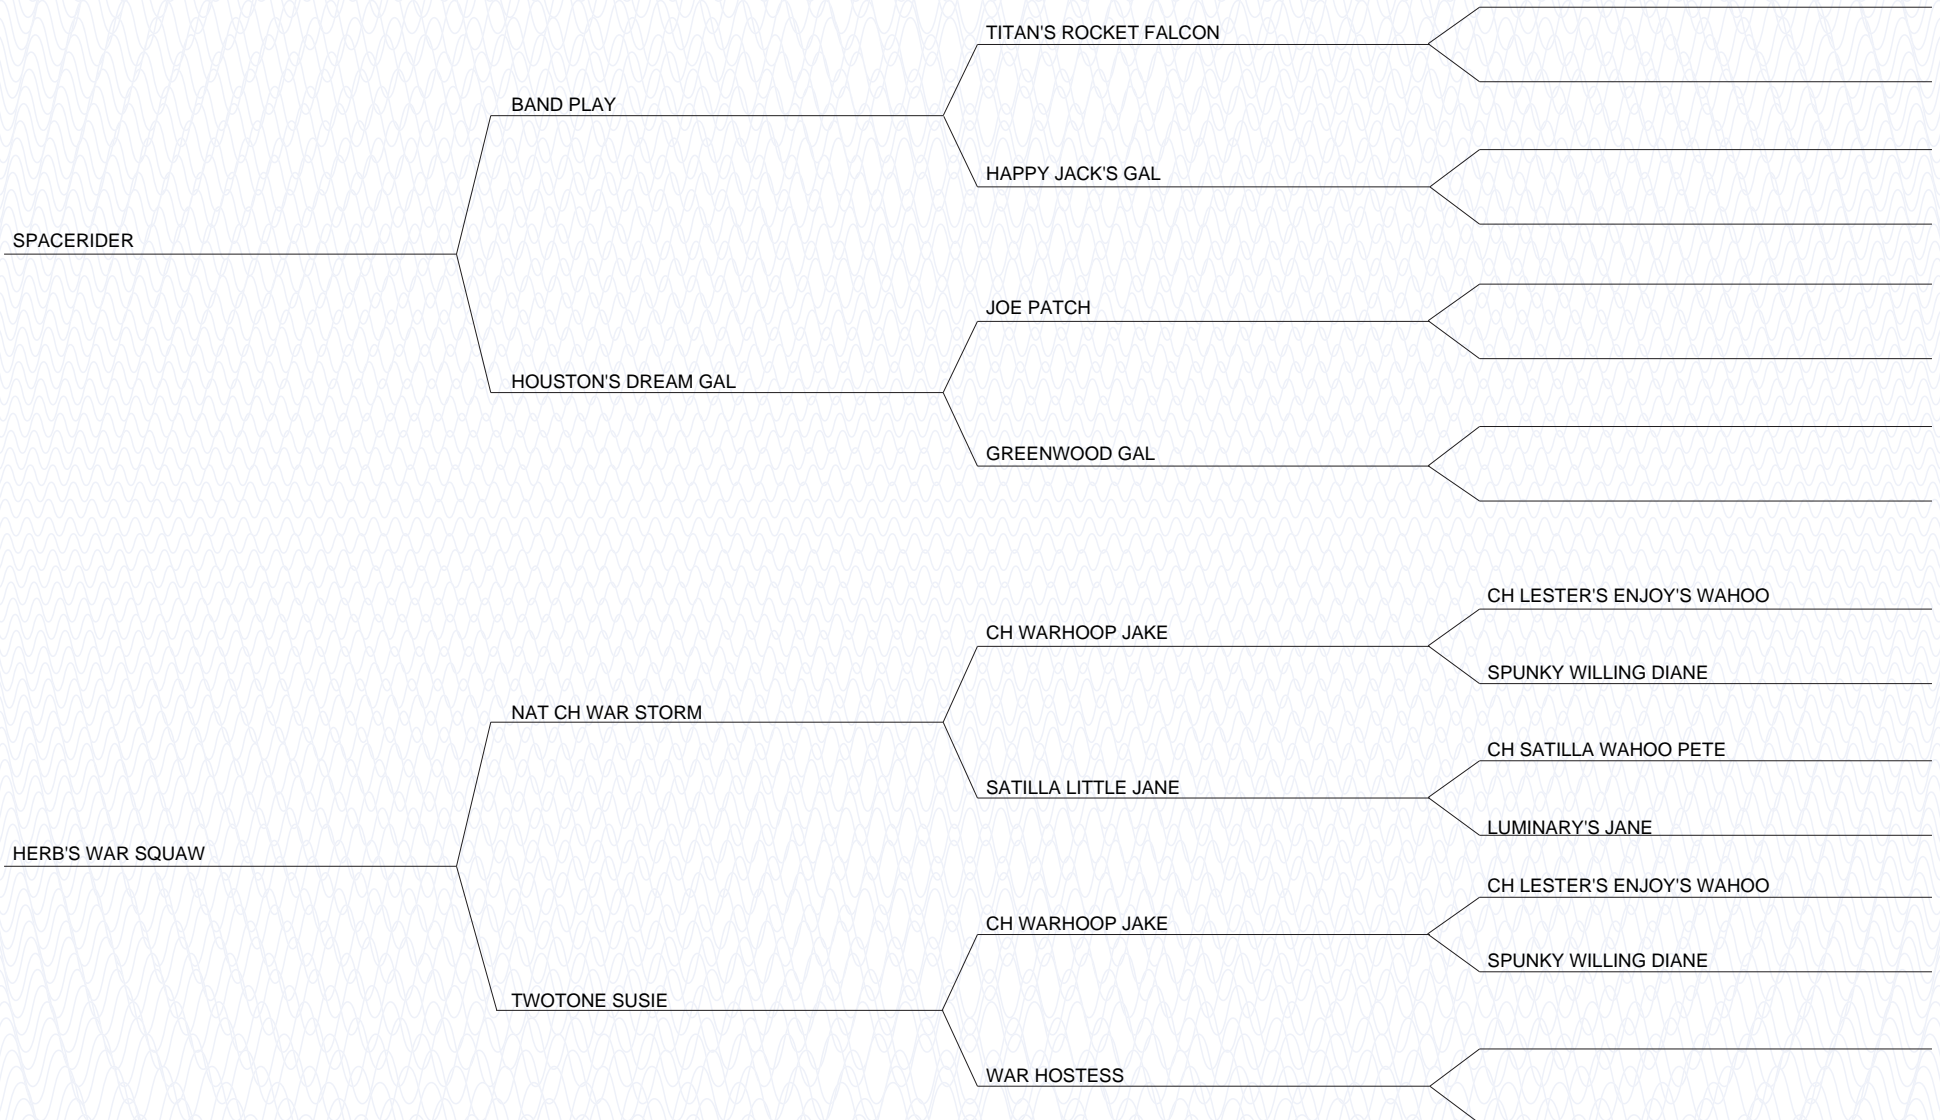 TITAN'S ROCKET FALCON
BAND PLAY
HAPPY JACK'S GAL
SPACERIDER
JOE PATCH
HOUSTON'S DREAM GAL
GREENWOOD GAL
CH LESTER'S ENJOY'S WAHOO
CH WARHOOP JAKE
SPUNKY WILLING DIANE
NAT CH WAR STORM
CH SATILLA WAHOO PETE
SATILLA LITTLE JANE
LUMINARY'S JANE
HERB'S WAR SQUAW
CH LESTER'S ENJOY'S WAHOO
CH WARHOOP JAKE
SPUNKY WILLING DIANE
TWOTONE SUSIE
WAR HOSTESS